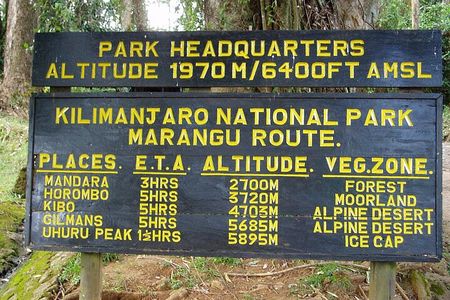 PARK HEADQUARTERS
ALTITUDE 1970 M/6400FT AMSL
KILIMANJARO NATIONAL PARK
MARANGU ROUTE.
PLACES. E.T.A. ALTITUDE. VEG.ZONE.
MANDARA 3HRS 2700M FOREST
HOROMBO 5HRS 3720M MOORLAND
KIBO 5HRS 4703M ALPINE DESERT
GILMANS 5HRS 5685M ALPINE DESERT
UHURU PEAK 1½HRS 5895M ICE CAP